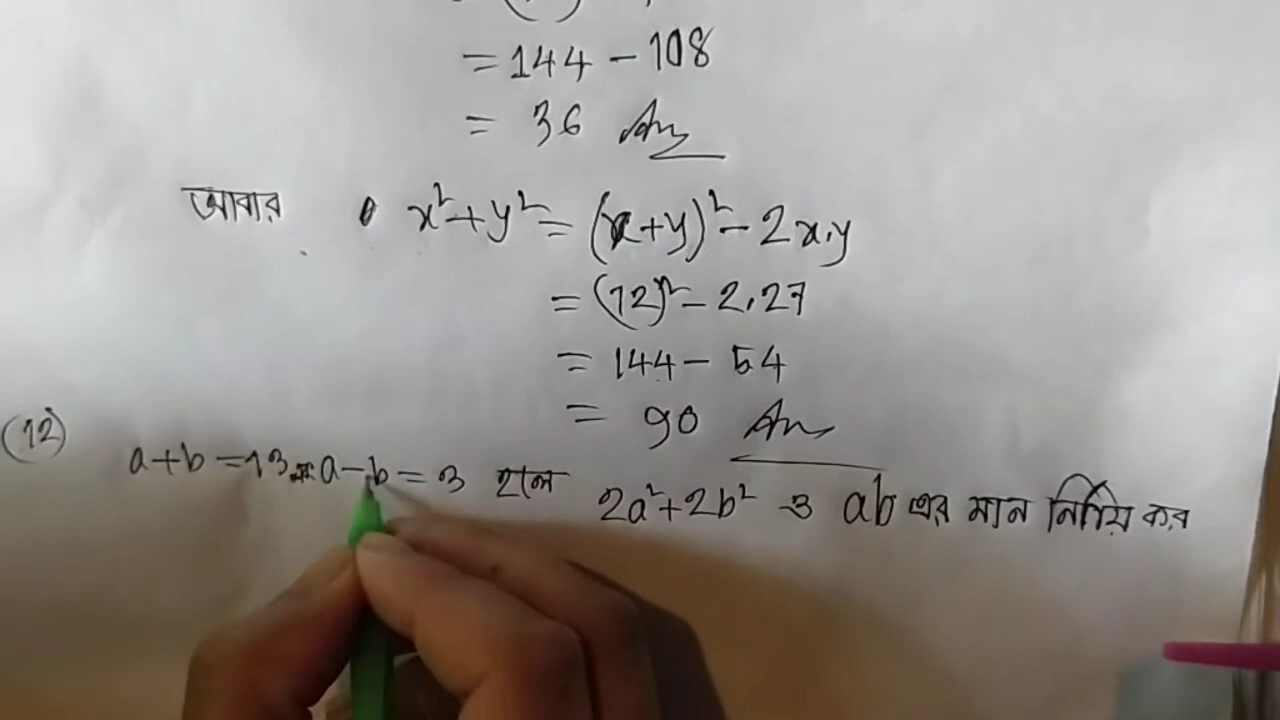 = 144 - 108
= 36 Ans
আবার x²+y² = (x+y)² - 2x.y
= (12)² - 2.27
= 144 - 54
= 90 Ans
(12) a+b = 13 a-b = 3 হলে 2a²+2b² ও ab এর মান নির্ণয় কর